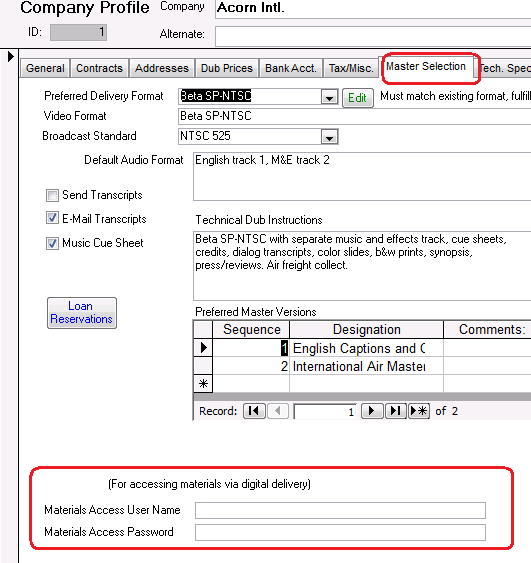 Company Profile Company Acorn Intl.
ID: 1 Alternate:
General Contracts Addresses Dub Prices Bank Acct. Tax/Misc. Master Selection Tech. Spec
Preferred Delivery Format Beta SP-NTSC Edit Must match existing format, fulfill
Video Format Beta SP-NTSC
Broadcast Standard NTSC 525
Default Audio Format English track 1, M&E track 2
Send Transcripts
E-Mail Transcripts Technical Dub Instructions
Music Cue Sheet Beta SP-NTSC with separate music and effects track, cue sheets,
credits, dialog transcripts, color slides, b&w prints, synopsis,
press/reviews. Air freight collect.
Loan
Reservations
Preferred Master Versions
Sequence Designation Comments:
1 English Captions and C
2 International Air Master
Record: 1 of 2
(For accessing materials via digital delivery)
Materials Access User Name
Materials Access Password